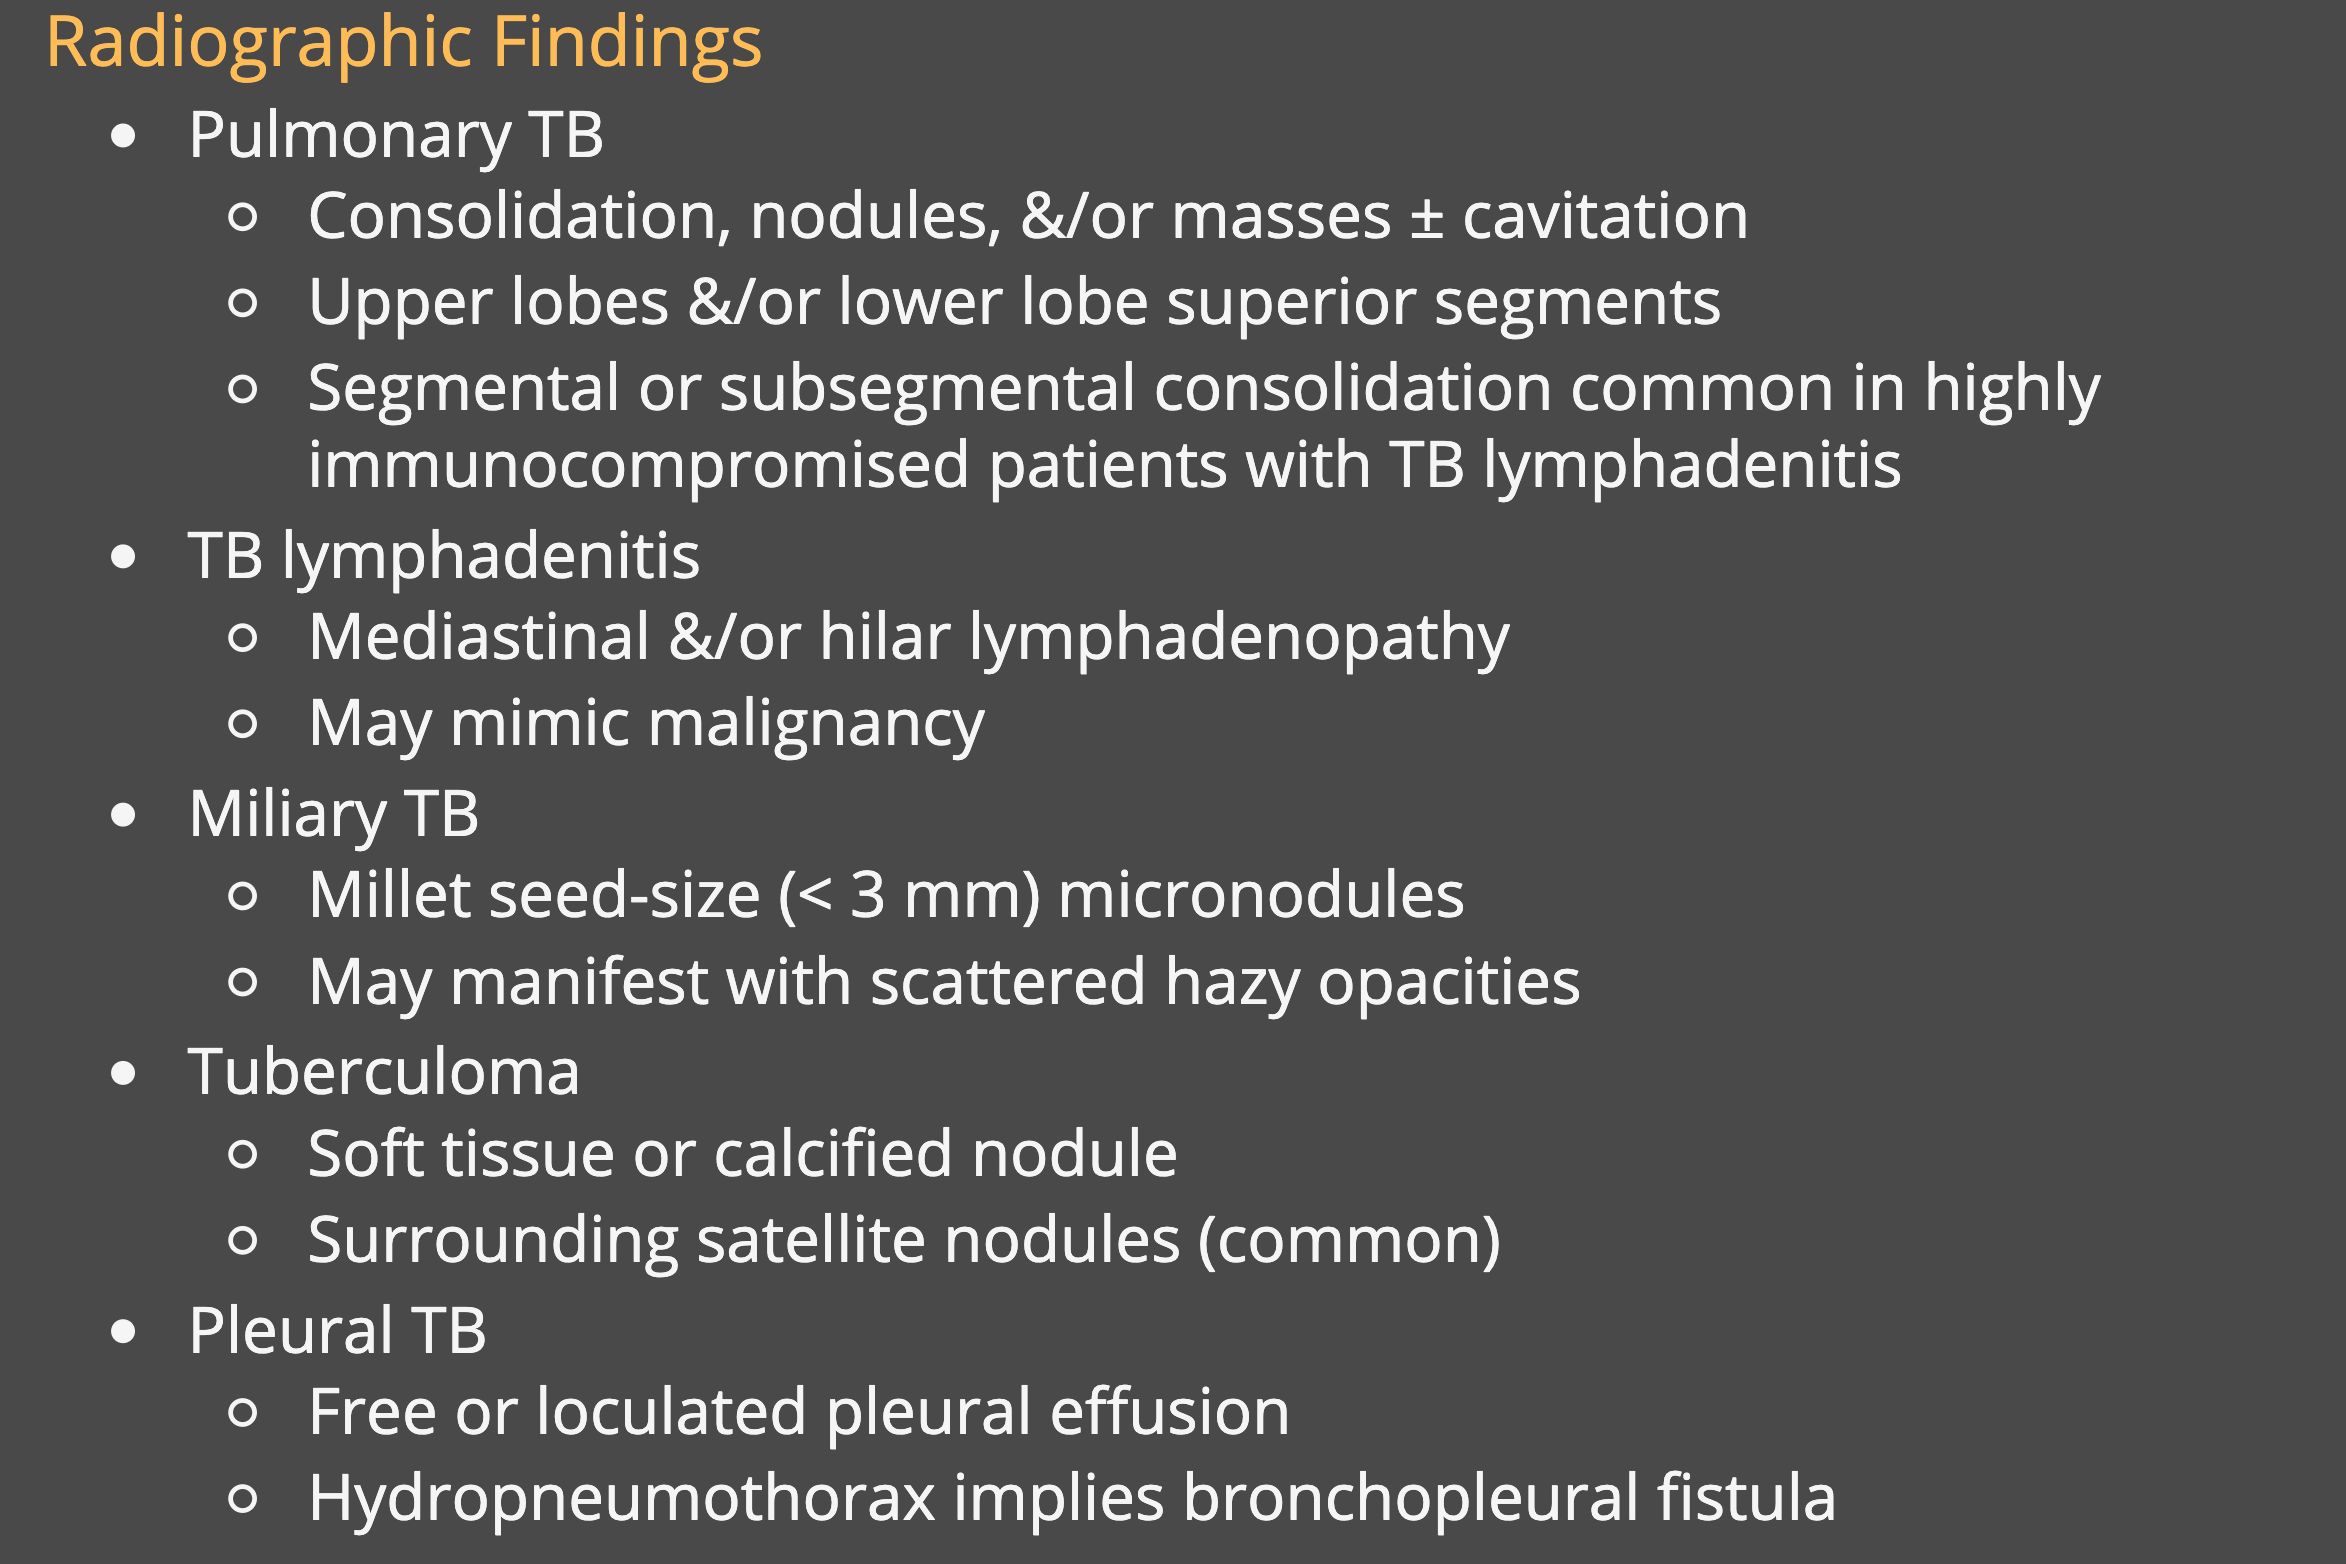 Radiographic Findings
• Pulmonary TB
○ Consolidation, nodules, &/or masses ± cavitation
○ Upper lobes &/or lower lobe superior segments
○ Segmental or subsegmental consolidation common in highly
immunocompromised patients with TB lymphadenitis
• TB lymphadenitis
○ Mediastinal &/or hilar lymphadenopathy
○ May mimic malignancy
• Miliary TB
○ Millet seed-size (< 3 mm) micronodules
○ May manifest with scattered hazy opacities
• Tuberculoma
○ Soft tissue or calcified nodule
○ Surrounding satellite nodules (common)
• Pleural TB
○ Free or loculated pleural effusion
○ Hydropneumothorax implies bronchopleural fistula